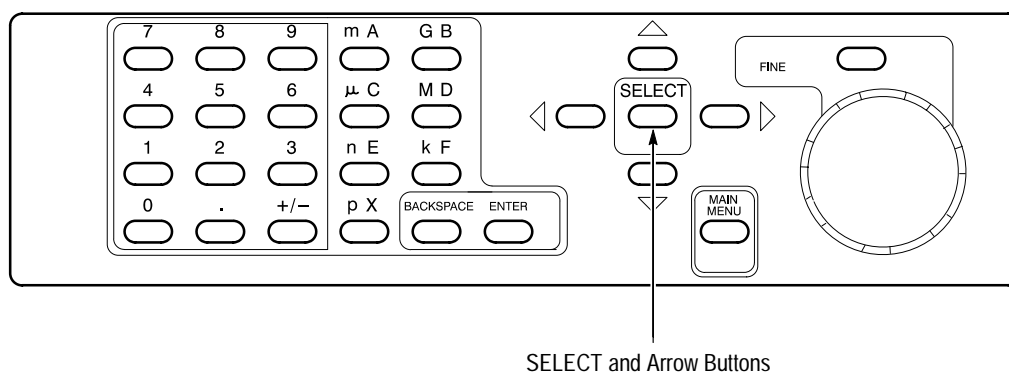 7 8 9 m A G B
FINE
4 5 6 μ C M D SELECT
1 2 3 n E k F
0 . +/− p X BACKSPACE ENTER MAIN
MENU
SELECT and Arrow Buttons